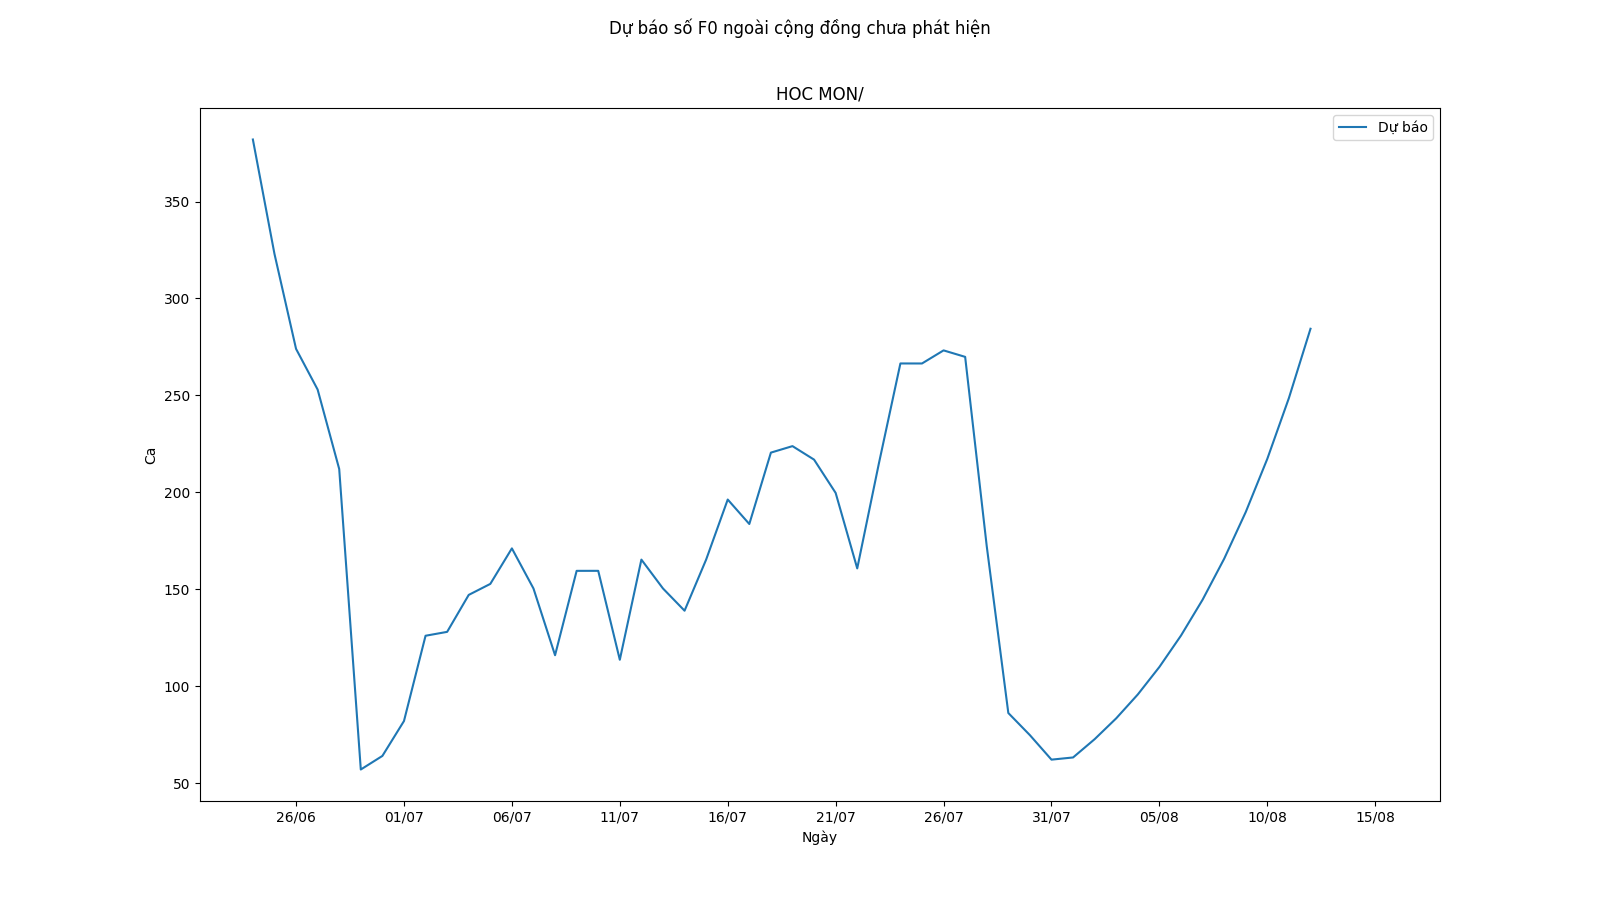 Dự báo số F0 ngoài cộng đồng chưa phát hiện
HOC MON/
Dự báo
350
300
250
200
150
100
50
Ca
26/06 01/07 06/07 11/07 16/07 21/07 26/07 31/07 05/08 10/08 15/08
Ngày